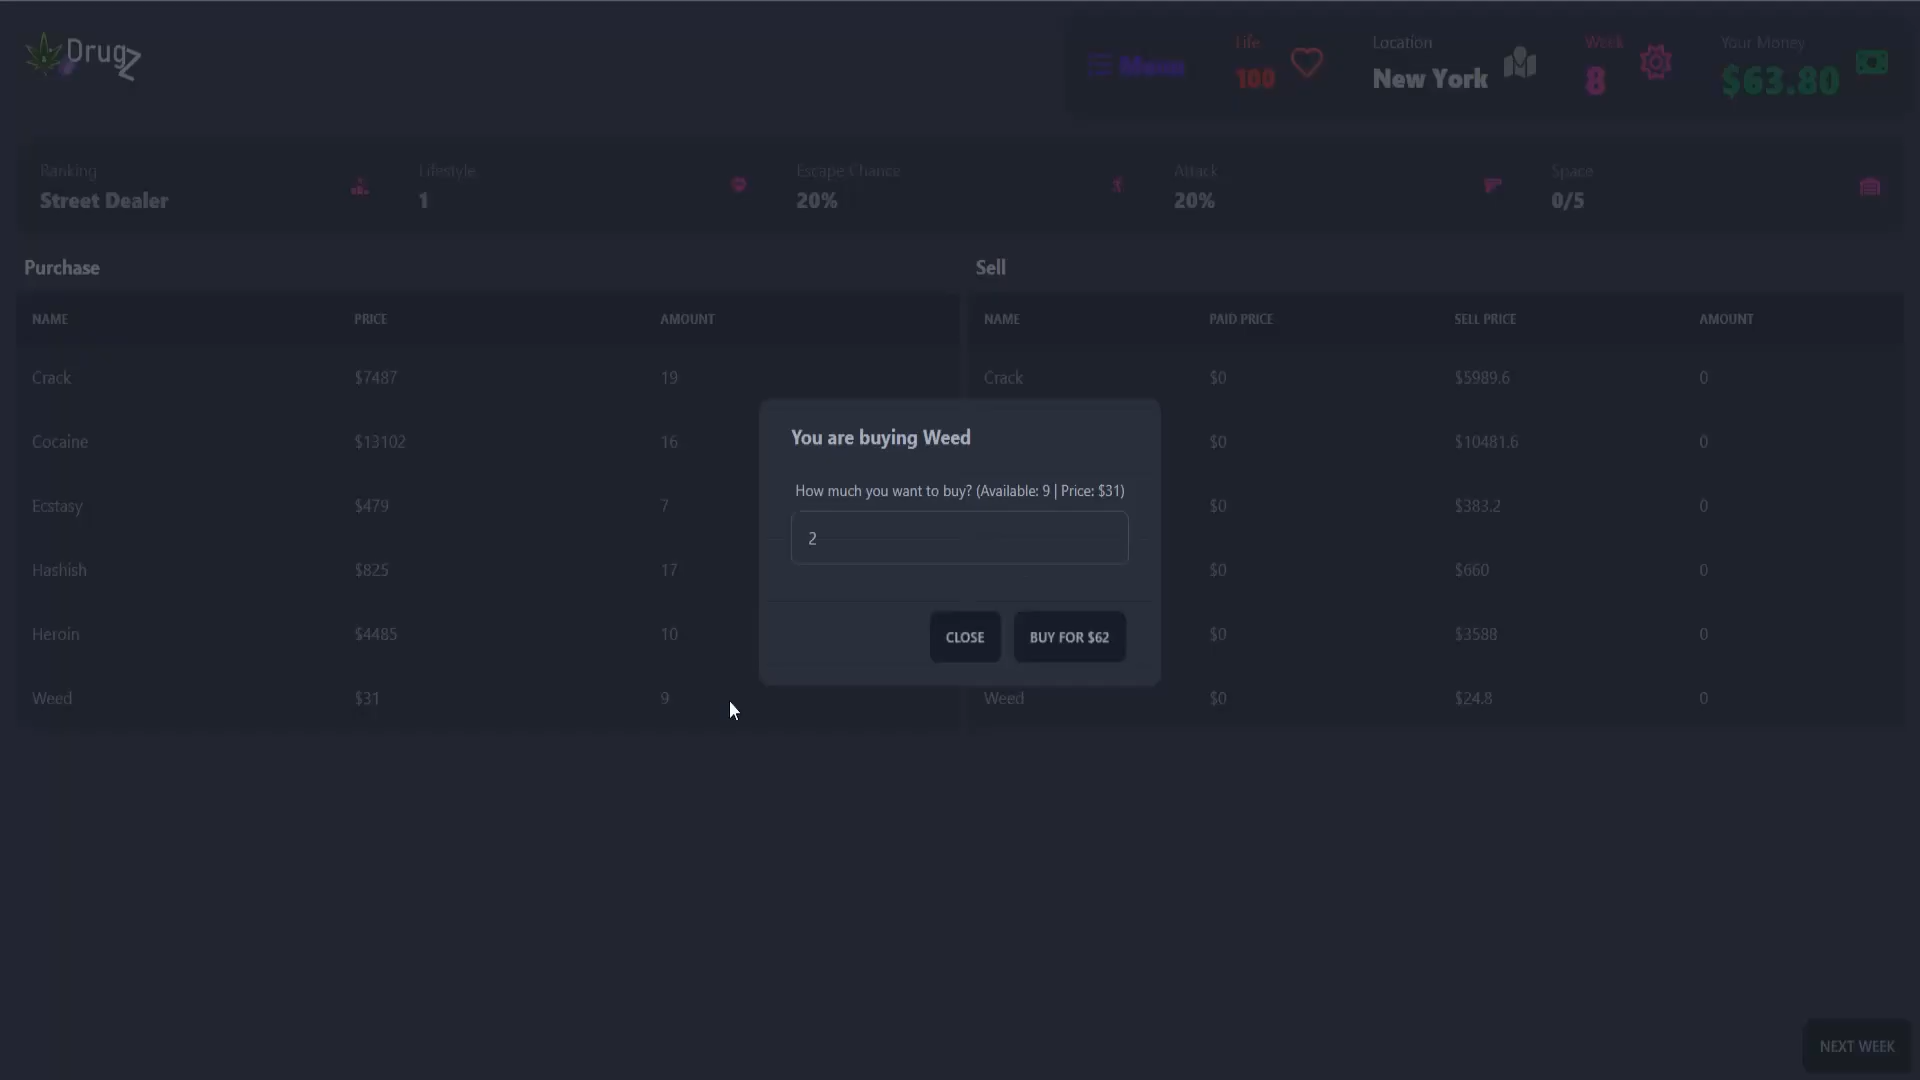 DrugZ
Menu
Life
100
Location
New York
Week
8
Your Money
$63.80
Ranking
Street Dealer
Lifestyle
1
Escape Chance
20%
Attack
20%
Space
0/5
Purchase
Sell
NAME PRICE AMOUNT
NAME PAID PRICE SELL PRICE AMOUNT
Crack $7487 19
Crack $0 $5989.6 0
Cocaine $13102 16
$0 $10481.6 0
Ecstasy $479 7
$0 $383.2 0
Hashish $825 17
$0 $660 0
Heroin $4485 10
$0 $3588 0
Weed $31 9
Weed $0 $24.8 0
You are buying Weed
How much you want to buy? (Available: 9 | Price: $31)
2
CLOSE
BUY FOR $62
NEXT WEEK